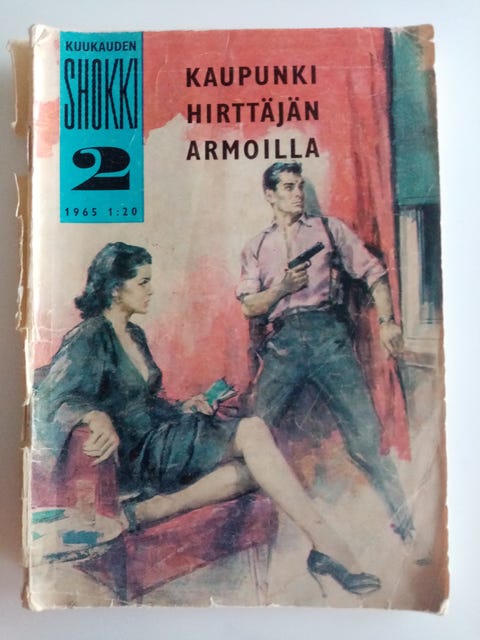 KUUKAUDEN
SHOKKI
2
1965 1:20
KAUPUNKI
HIRTTÄJÄN
ARMOILLA